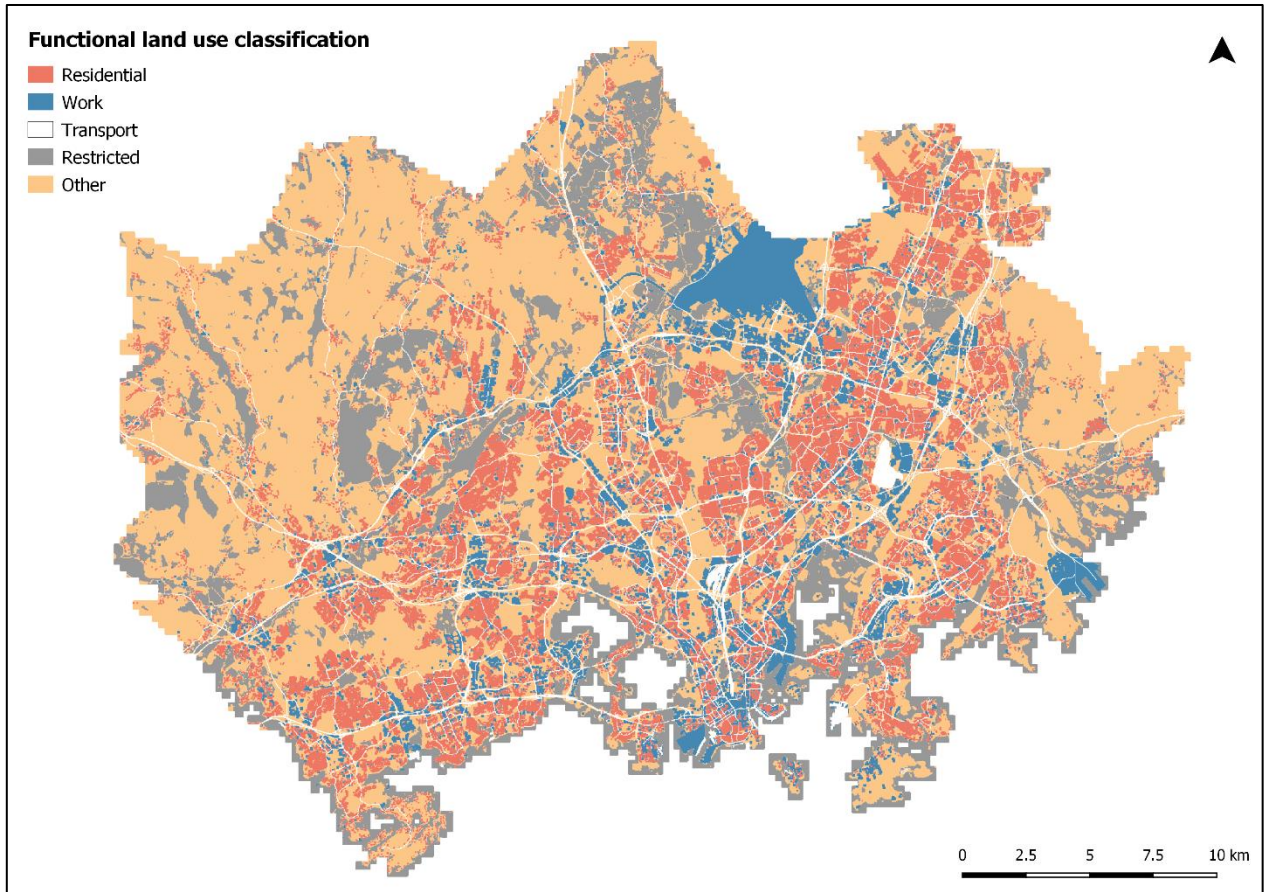 Functional land use classification
Residential
Work
Transport
Restricted
Other
0 2.5 5 7.5 10 km